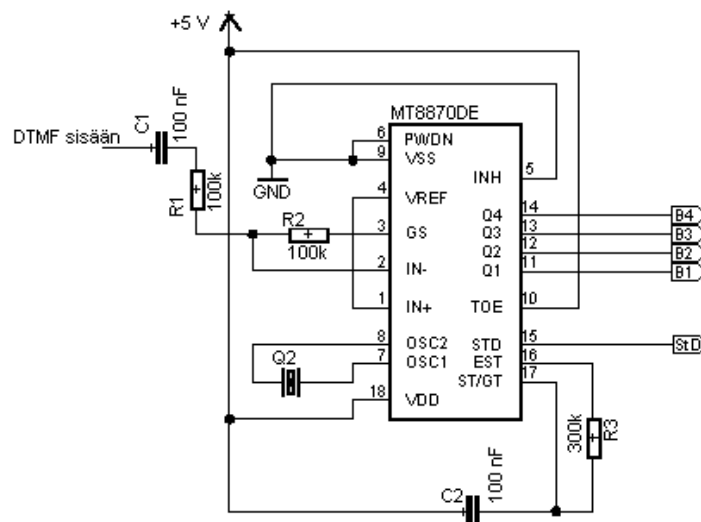 +5 V
DTMF sisään
C1
100 nF
R1
100k
GND
R2
100k
MT8870DE
6
PWDN
9
VSS
4
VREF
3
GS
2
IN-
1
IN+
8
OSC2
7
OSC1
18
VDD
INH
5
Q4
14
B4
Q3
13
B3
Q2
12
B2
Q1
11
B1
TOE
10
STD
15
StD
EST
16
ST/GT
17
Q2
300k
R3
C2
100 nF